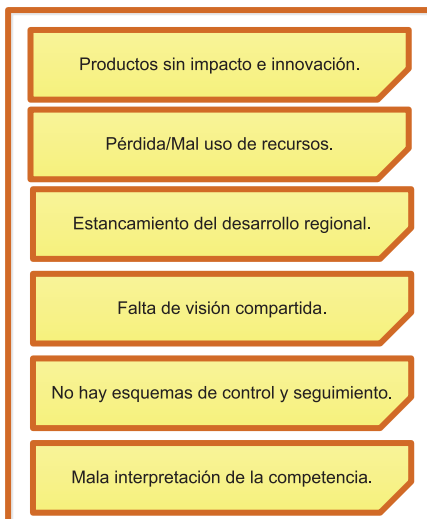 Productos sin impacto e innovación.
Pérdida/Mal uso de recursos.
Estancamiento del desarrollo regional.
Falta de visión compartida.
No hay esquemas de control y seguimiento.
Mala interpretación de la competencia.